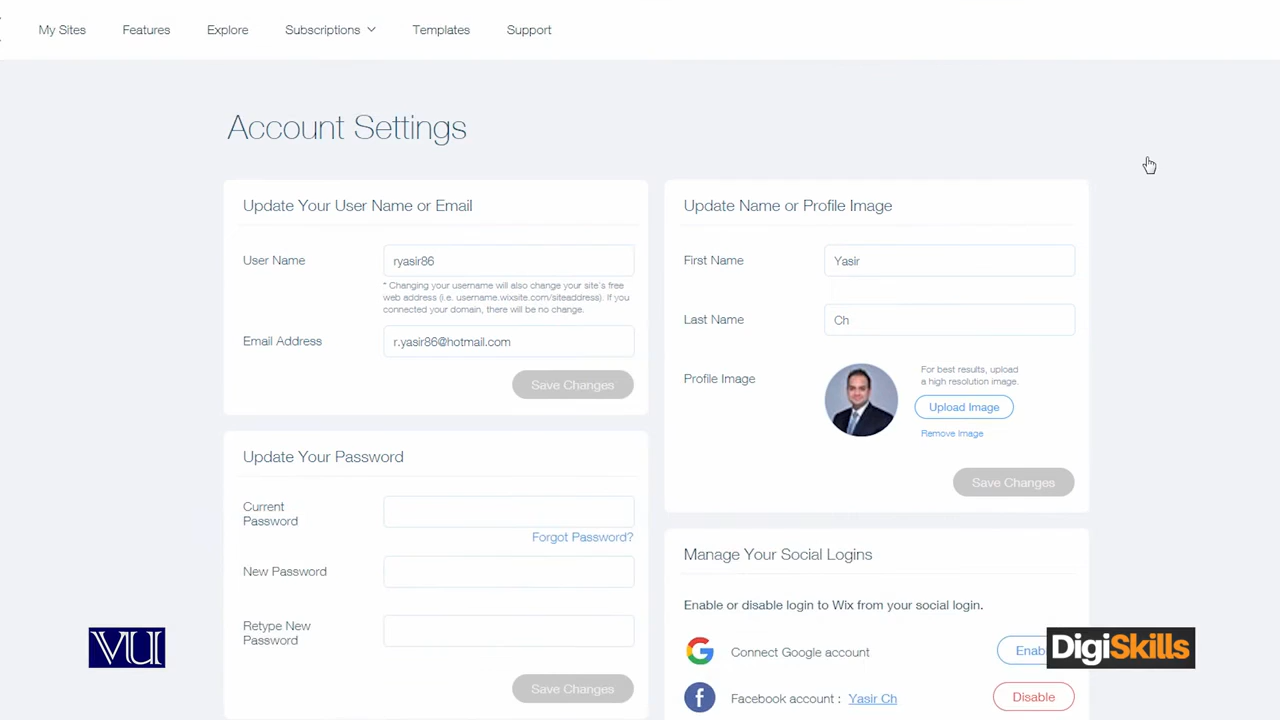 My Sites
Features
Explore
Subscriptions
Templates
Support
Account Settings
Update Your User Name or Email
User Name
ryasir86
* Changing your username will also change your site's free
web address (i.e. username.wixsite.com/siteaddress). If you
connected your domain, there will be no change.
Email Address
r.yasir86@hotmail.com
Save Changes
Update Your Password
Current
Password
Forgot Password?
New Password
Retype New
Password
Save Changes
Update Name or Profile Image
First Name
Yasir
Last Name
Ch
Profile Image
For best results, upload
a high resolution image.
Upload Image
Remove Image
Save Changes
Manage Your Social Logins
Enable or disable login to Wix from your social login.
Connect Google account
Enab
Facebook account : Yasir Ch
Disable
VU
DigiSkills